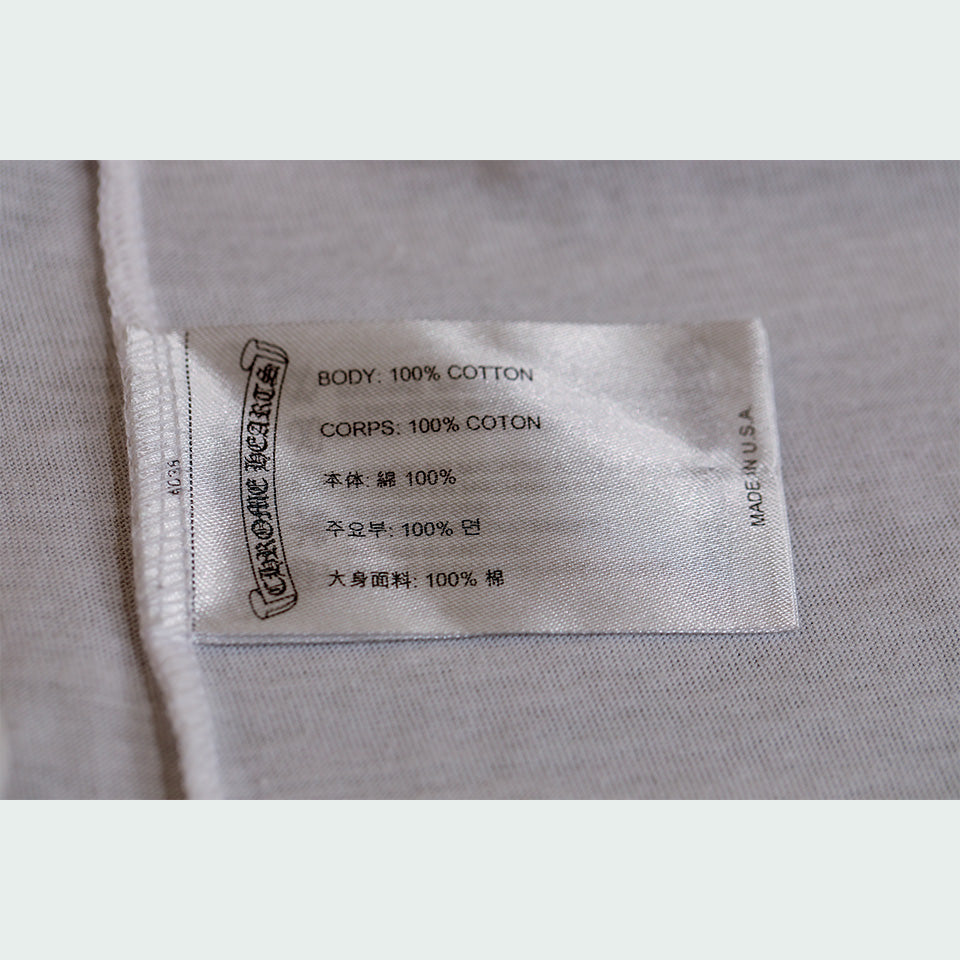 CHROME HEARTS
BODY: 100% COTTON
CORPS: 100% COTON
本体: 綿 100%
주요부: 100% 면
大身面料: 100% 棉
MADE IN U.S.A.